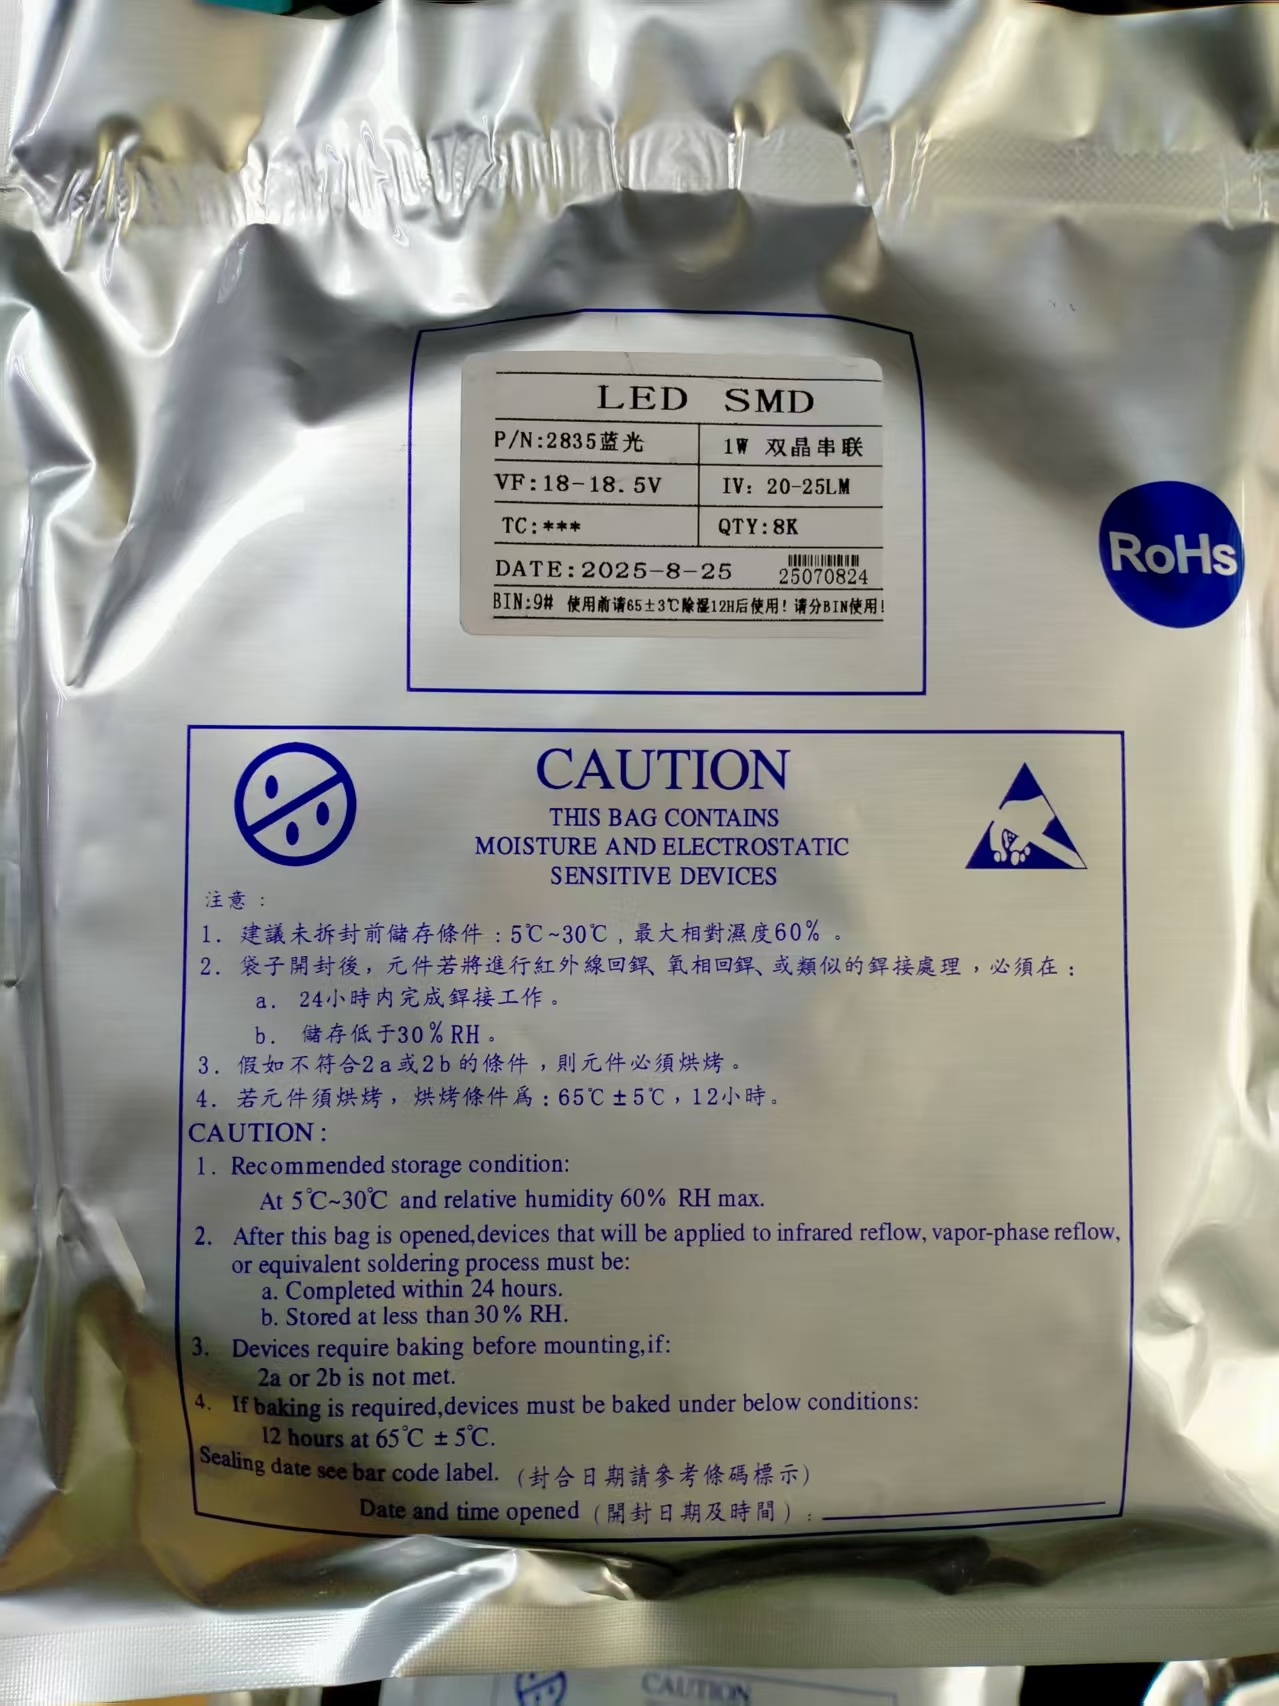 LED SMD
P/N:2835蓝光 1W 双晶串联
VF:18-18.5V IV: 20-25LM
TC:*** QTY:8K
DATE:2025-8-25 25070824
BIN:9# 使用前请65±3℃除湿12H后使用! 请分BIN使用!
RoHs
CAUTION
THIS BAG CONTAINS
MOISTURE AND ELECTROSTATIC
SENSITIVE DEVICES
注意：
1. 建議未拆封前儲存條件：5℃~30℃，最大相對濕度60%。
2. 袋子開封後，元件若將進行紅外線回銲、氧相回銲、或類似的銲接處理，必須在：
a. 24小時内完成銲接工作。
b. 儲存低于30%RH。
3. 假如不符合2a或2b的條件，則元件必須烘烤。
4. 若元件須烘烤，烘烤條件爲：65℃±5℃，12小時。
CAUTION:
1. Recommended storage condition:
At 5℃~30℃ and relative humidity 60% RH max.
2. After this bag is opened,devices that will be applied to infrared reflow, vapor-phase reflow,
or equivalent soldering process must be:
a. Completed within 24 hours.
b. Stored at less than 30% RH.
3. Devices require baking before mounting,if:
2a or 2b is not met.
4. If baking is required,devices must be baked under below conditions:
12 hours at 65℃ ± 5℃.
Sealing date see bar code label. (封合日期請參考條碼標示)
Date and time opened (開封日期及時間)：
CAUTION